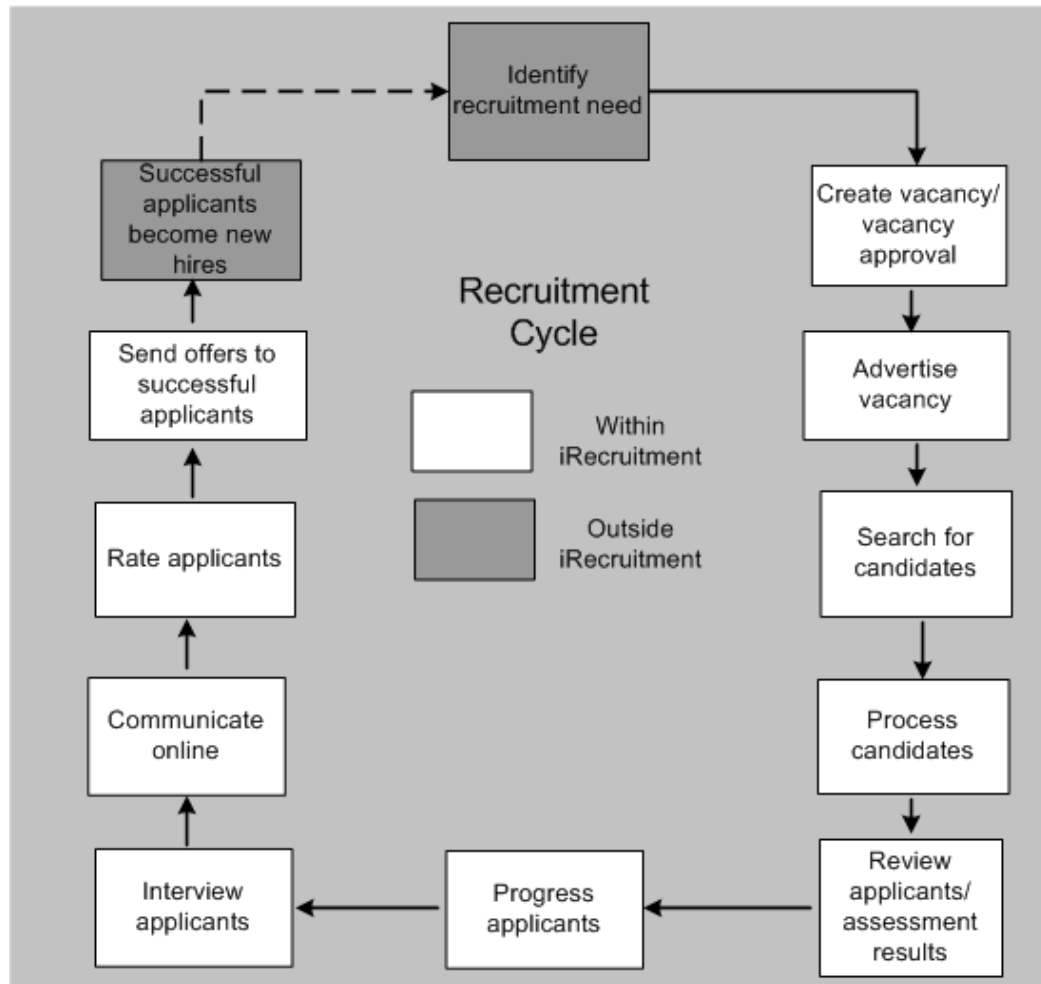 Identify
recruitment need
Successful
applicants
become new
hires
Create vacancy/
vacancy
approval
Recruitment
Cycle
Send offers to
successful
applicants
Advertise
vacancy
Within
iRecruitment
Rate applicants
Outside
iRecruitment
Search for
candidates
Communicate
online
Process
candidates
Interview
applicants
Progress
applicants
Review
applicants/
assessment
results